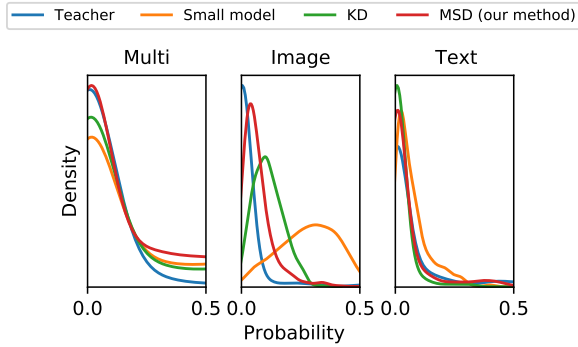 Teacher Small model KD MSD (our method)
Multi Image Text
Density
0.0 0.5 0.0 0.5 0.0 0.5
Probability